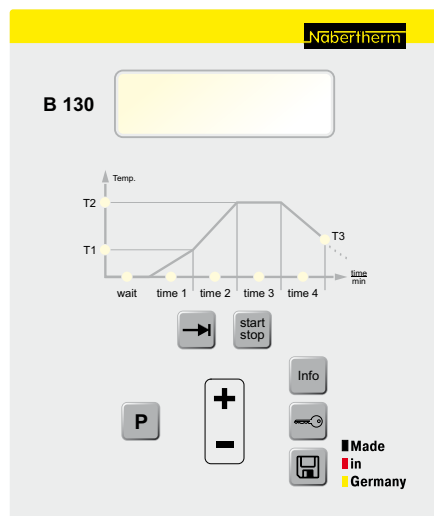 Nabertherm
B 130
Temp.
T2
T1
T3
time
min
wait time 1 time 2 time 3 time 4
start
stop
Info
P
+
-
Made
in
Germany